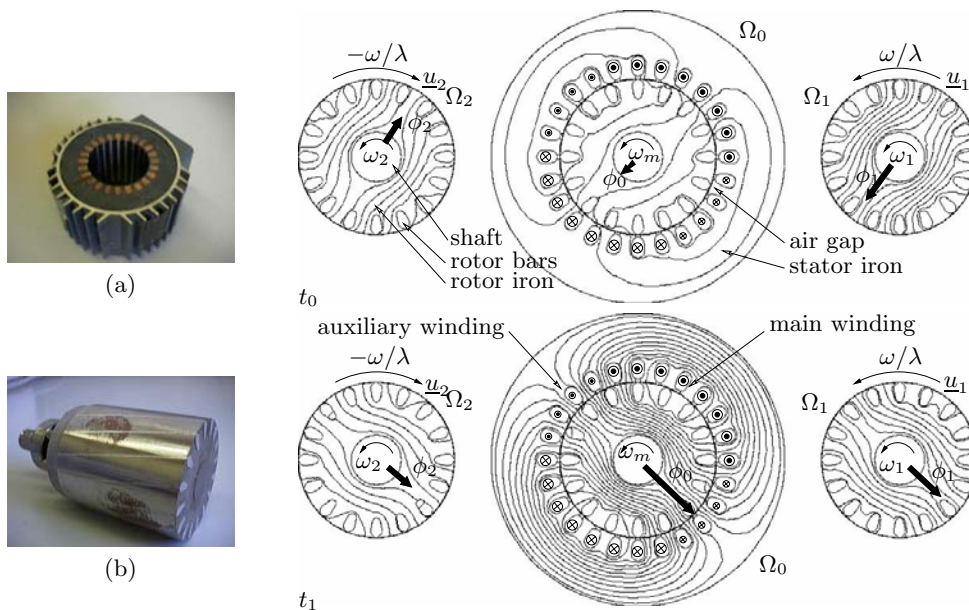 (a)
(b)
−ω/λ
u₂
Ω₂
ϕ₂
ω₂
shaft
rotor bars
rotor iron
t₀
Ω₀
ωₘ
ϕ₀
ω/λ
u₁
Ω₁
ω₁
ϕ₁
air gap
stator iron
auxiliary winding
main winding
−ω/λ
u₂
Ω₂
ω₂
ϕ₂
t₁
ωₘ
ϕ₀
Ω₀
ω/λ
u₁
Ω₁
ω₁
ϕ₁